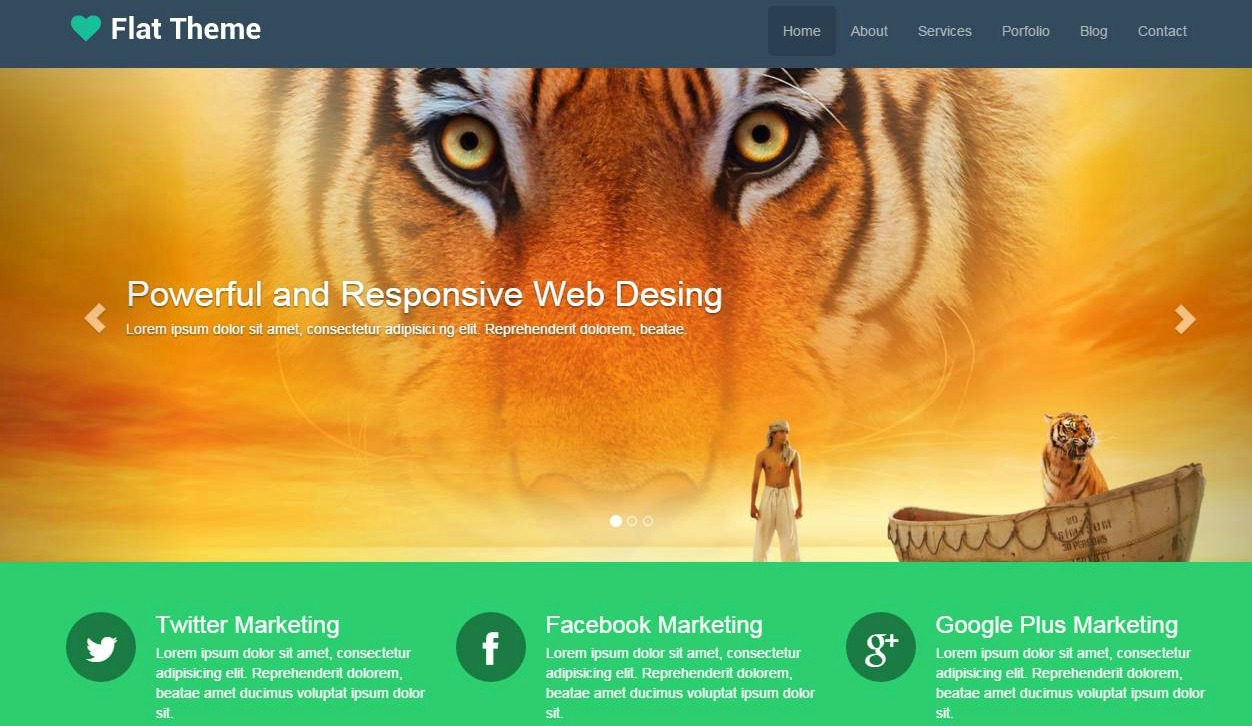 Flat Theme
Home About Services Porfolio Blog Contact
Powerful and Responsive Web Desing
Lorem ipsum dolor sit amet, consectetur adipisici ng elit. Reprehenderit dolorem, beatae.
30 PERSONS
Twitter Marketing
Lorem ipsum dolor sit amet, consectetur
adipisicing elit. Reprehenderit dolorem,
beatae amet ducimus voluptat ipsum dolor
sit.
Facebook Marketing
Lorem ipsum dolor sit amet, consectetur
adipisicing elit. Reprehenderit dolorem,
beatae amet ducimus voluptat ipsum dolor
sit.
Google Plus Marketing
Lorem ipsum dolor sit amet, consectetur
adipisicing elit. Reprehenderit dolorem,
beatae amet ducimus voluptat ipsum dolor
sit.